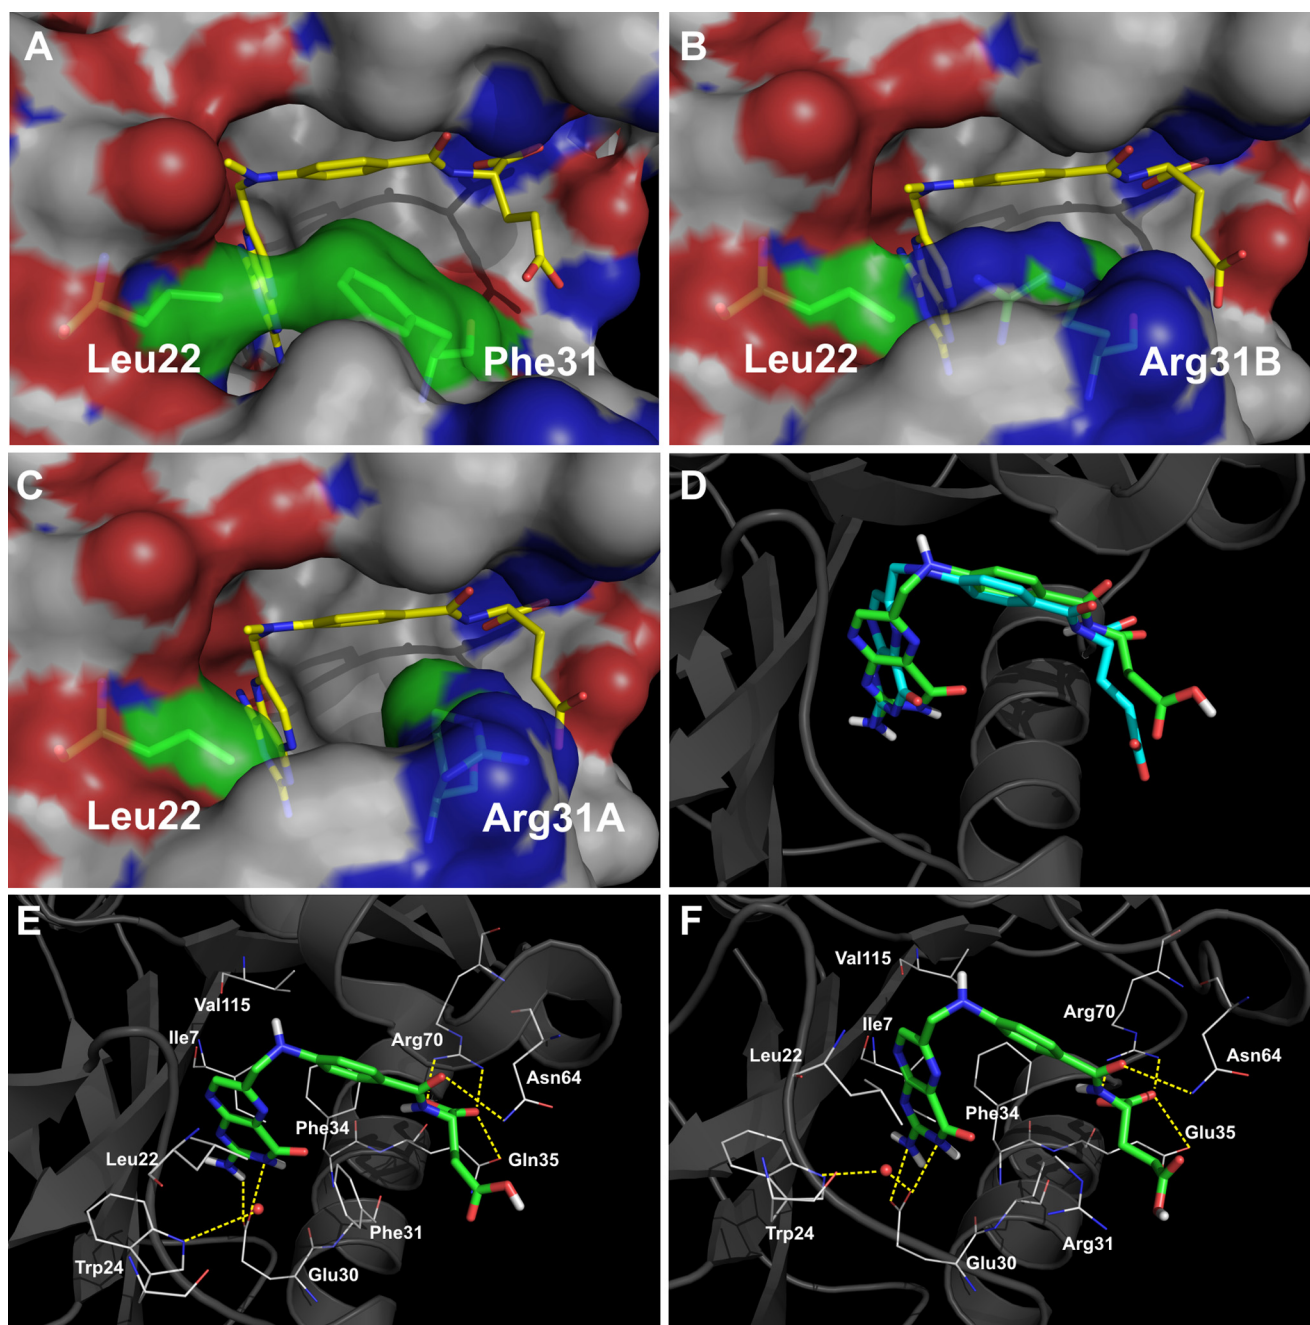 A
B
Leu22
Phe31
Leu22
Arg31B
C
D
Leu22
Arg31A
E
F
Val115
Ile7
Arg70
Asn64
Phe34
Leu22
Gln35
Phe31
Trp24
Glu30
Val115
Arg70
Ile7
Leu22
Asn64
Phe34
Glu35
Trp24
Arg31
Glu30